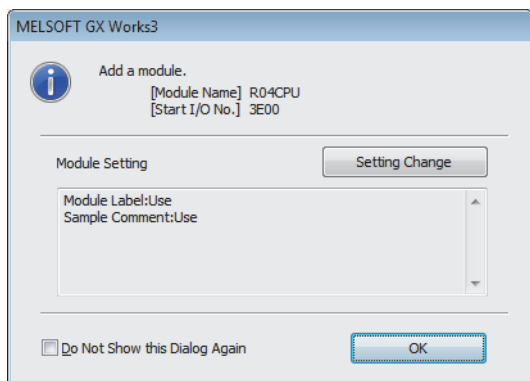 MELSOFT GX Works3
Add a module.
[Module Name] R04CPU
[Start I/O No.] 3E00
Module Setting
Setting Change
Module Label:Use
Sample Comment:Use
Do Not Show this Dialog Again
OK